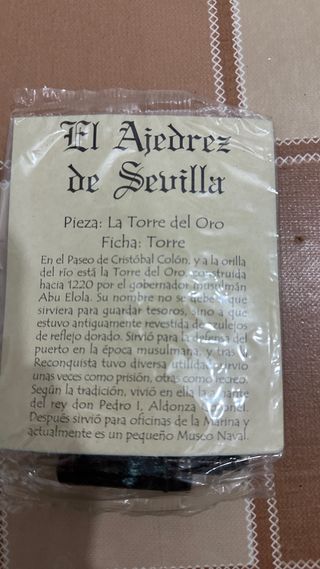 El Ajedrez
de Sevilla
Pieza: La Torre del Oro
Ficha: Torre
En el Paseo de Cristóbal Colón, y a la orilla
del río está la Torre del Oro, construida
hacia 1220 por el gobernador musulmán
Abu Elola. Su nombre no se debe a que
sirviera para guardar tesoros, sino a que
estuvo antiguamente revestida de azulejos
de reflejo dorado. Sirvió para la defensa del
puerto en la época musulmana, y tras la
Reconquista tuvo diversa utilidad: sirvió
unas veces como prisión, otras como recreo.
Según la tradición, vivió en ella la amante
del rey don Pedro I, Aldonza Coronel.
Después sirvió para oficinas de la Marina y
actualmente es un pequeño Museo Naval.